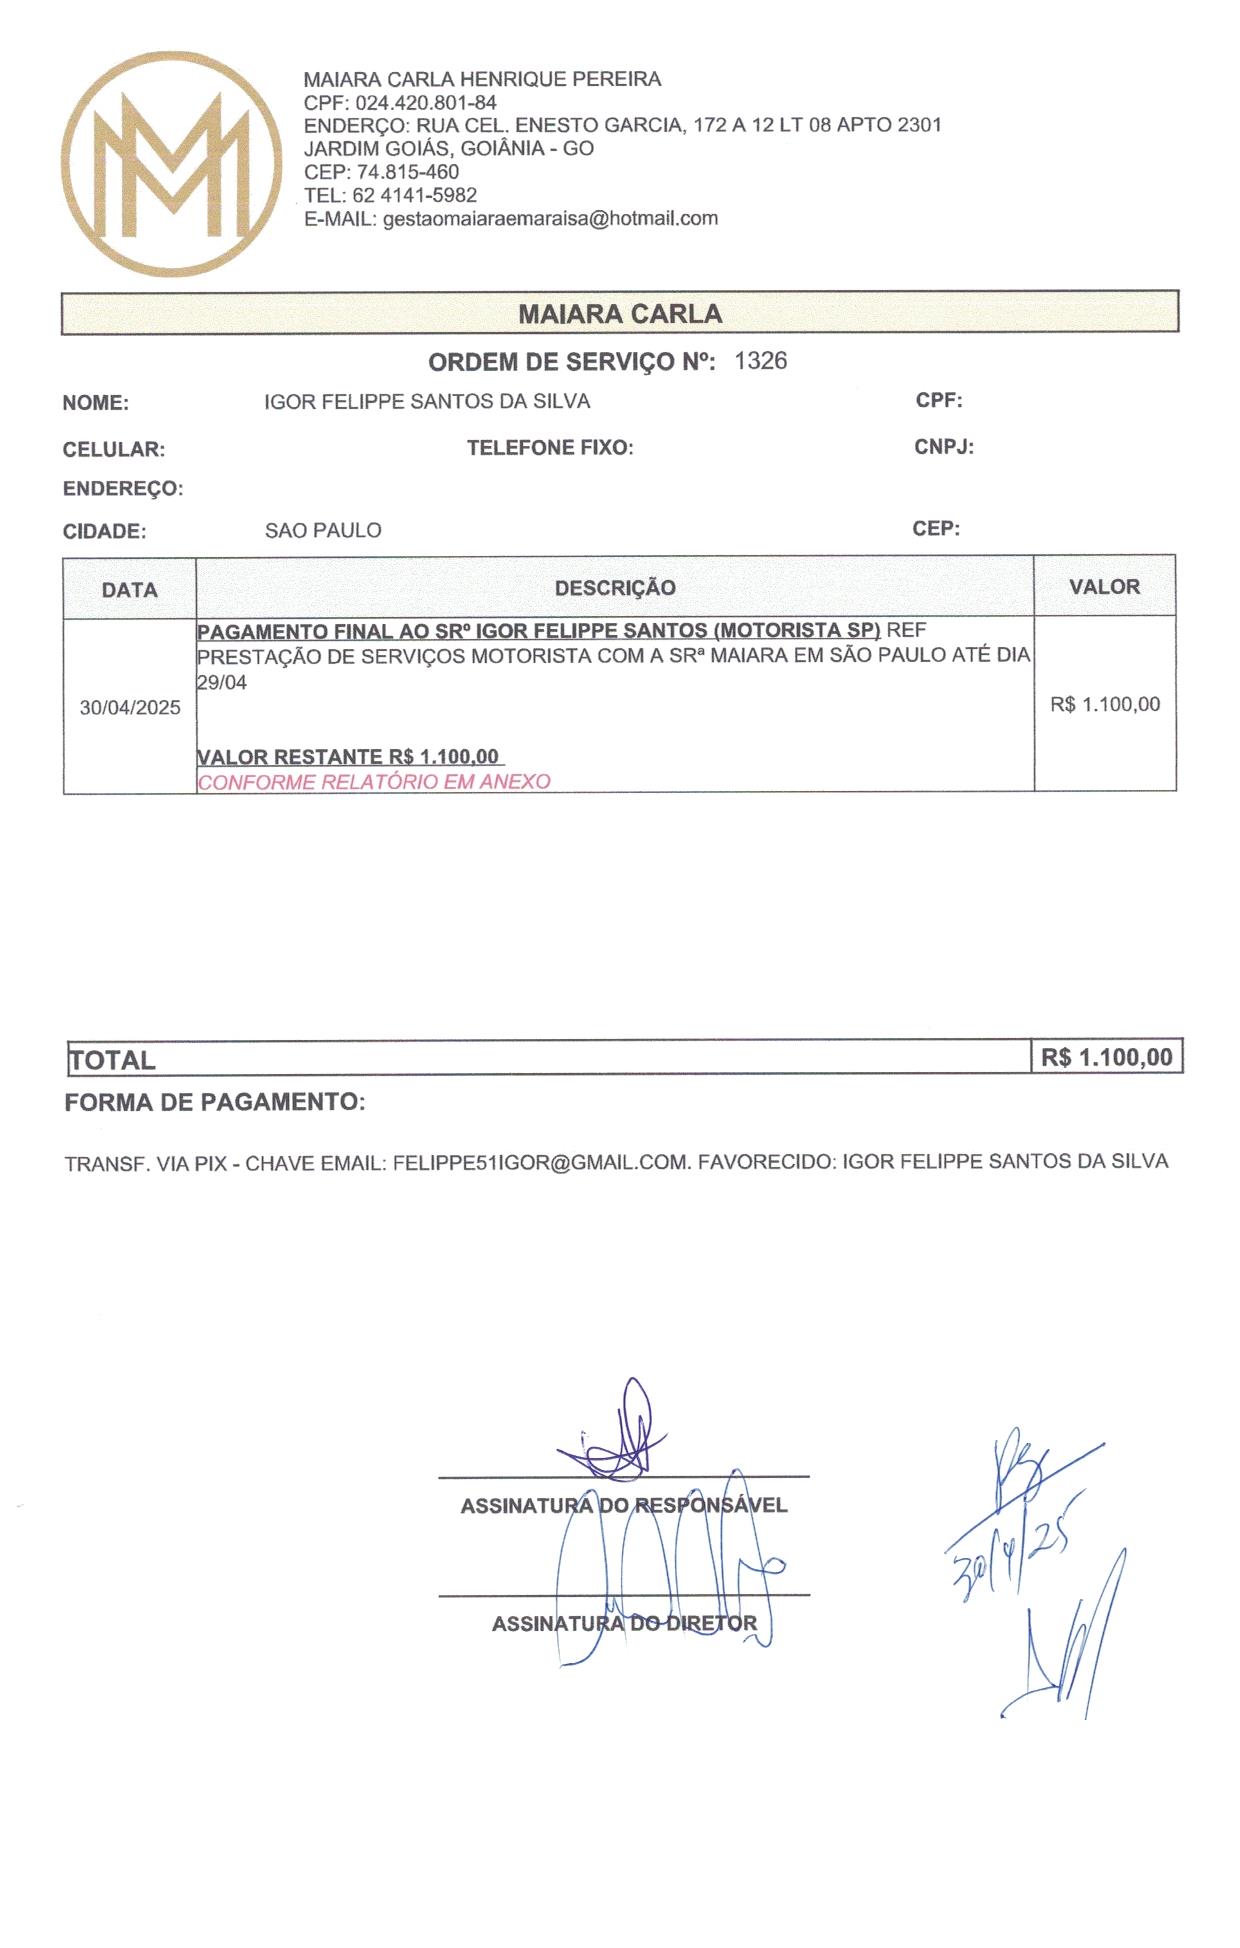 MM
MAIARA CARLA HENRIQUE PEREIRA
CPF: 024.420.801-84
ENDERÇO: RUA CEL. ENESTO GARCIA, 172 A 12 LT 08 APTO 2301
JARDIM GOIÁS, GOIÂNIA - GO
CEP: 74.815-460
TEL: 62 4141-5982
E-MAIL: gestaomaiaraemaraisa@hotmail.com
MAIARA CARLA
ORDEM DE SERVIÇO Nº: 1326
NOME: IGOR FELIPPE SANTOS DA SILVA CPF:
CELULAR: TELEFONE FIXO: CNPJ:
ENDEREÇO:
CIDADE: SAO PAULO CEP:
DATA DESCRIÇÃO VALOR
PAGAMENTO FINAL AO SRº IGOR FELIPPE SANTOS (MOTORISTA SP) REF
PRESTAÇÃO DE SERVIÇOS MOTORISTA COM A SRª MAIARA EM SÃO PAULO ATÉ DIA
29/04
30/04/2025 R$ 1.100,00
VALOR RESTANTE R$ 1.100,00
CONFORME RELATÓRIO EM ANEXO
TOTAL R$ 1.100,00
FORMA DE PAGAMENTO:
TRANSF. VIA PIX - CHAVE EMAIL: FELIPPE51IGOR@GMAIL.COM. FAVORECIDO: IGOR FELIPPE SANTOS DA SILVA
ASSINATURA DO RESPONSÁVEL
30/4/25
ASSINATURA DO DIRETOR